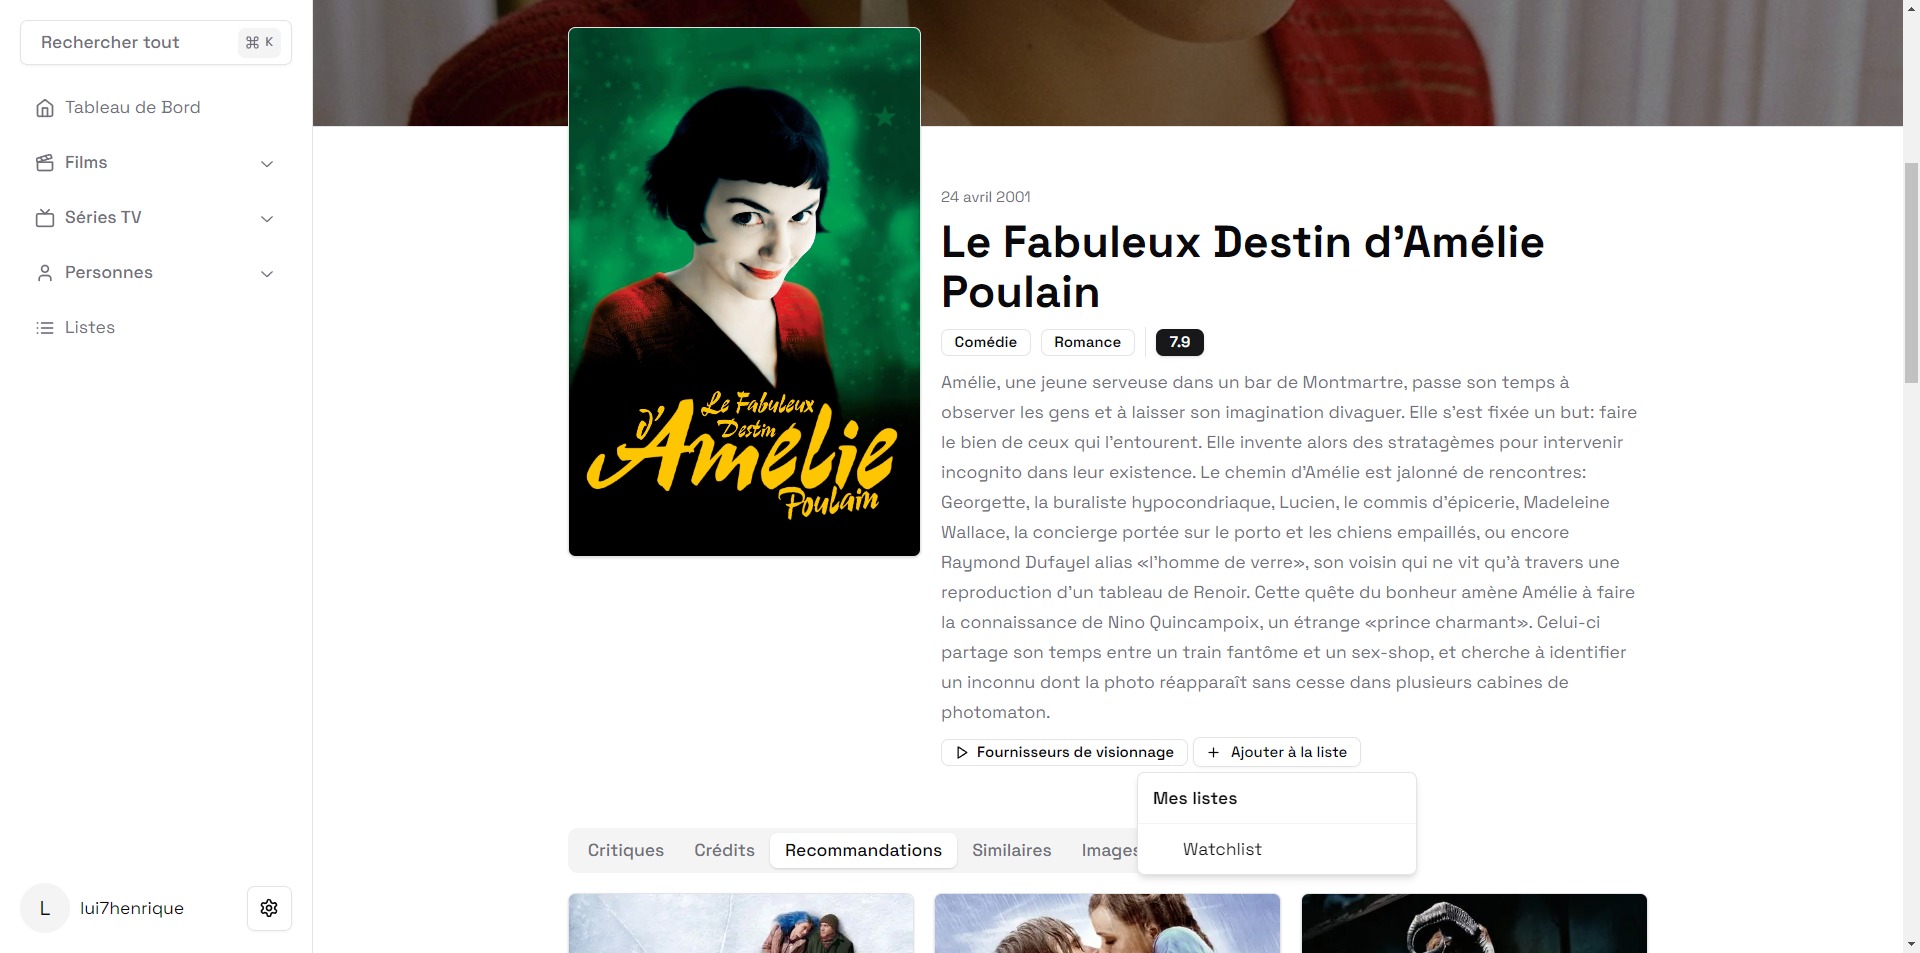 Rechercher tout
⌘ K
Tableau de Bord
Films
Séries TV
Personnes
Listes
L
lui7henrique
Le Fabuleux
Destin
d'Amélie
Poulain
24 avril 2001
Le Fabuleux Destin d'Amélie
Poulain
Comédie
Romance
7.9
Amélie, une jeune serveuse dans un bar de Montmartre, passe son temps à
observer les gens et à laisser son imagination divaguer. Elle s'est fixée un but: faire
le bien de ceux qui l'entourent. Elle invente alors des stratagèmes pour intervenir
incognito dans leur existence. Le chemin d'Amélie est jalonné de rencontres:
Georgette, la buraliste hypocondriaque, Lucien, le commis d'épicerie, Madeleine
Wallace, la concierge portée sur le porto et les chiens empaillés, ou encore
Raymond Dufayel alias «l'homme de verre», son voisin qui ne vit qu'à travers une
reproduction d'un tableau de Renoir. Cette quête du bonheur amène Amélie à faire
la connaissance de Nino Quincampoix, un étrange «prince charmant». Celui-ci
partage son temps entre un train fantôme et un sex-shop, et cherche à identifier
un inconnu dont la photo réapparaît sans cesse dans plusieurs cabines de
photomaton.
Fournisseurs de visionnage
Ajouter à la liste
Mes listes
Watchlist
Critiques
Crédits
Recommandations
Similaires
Images